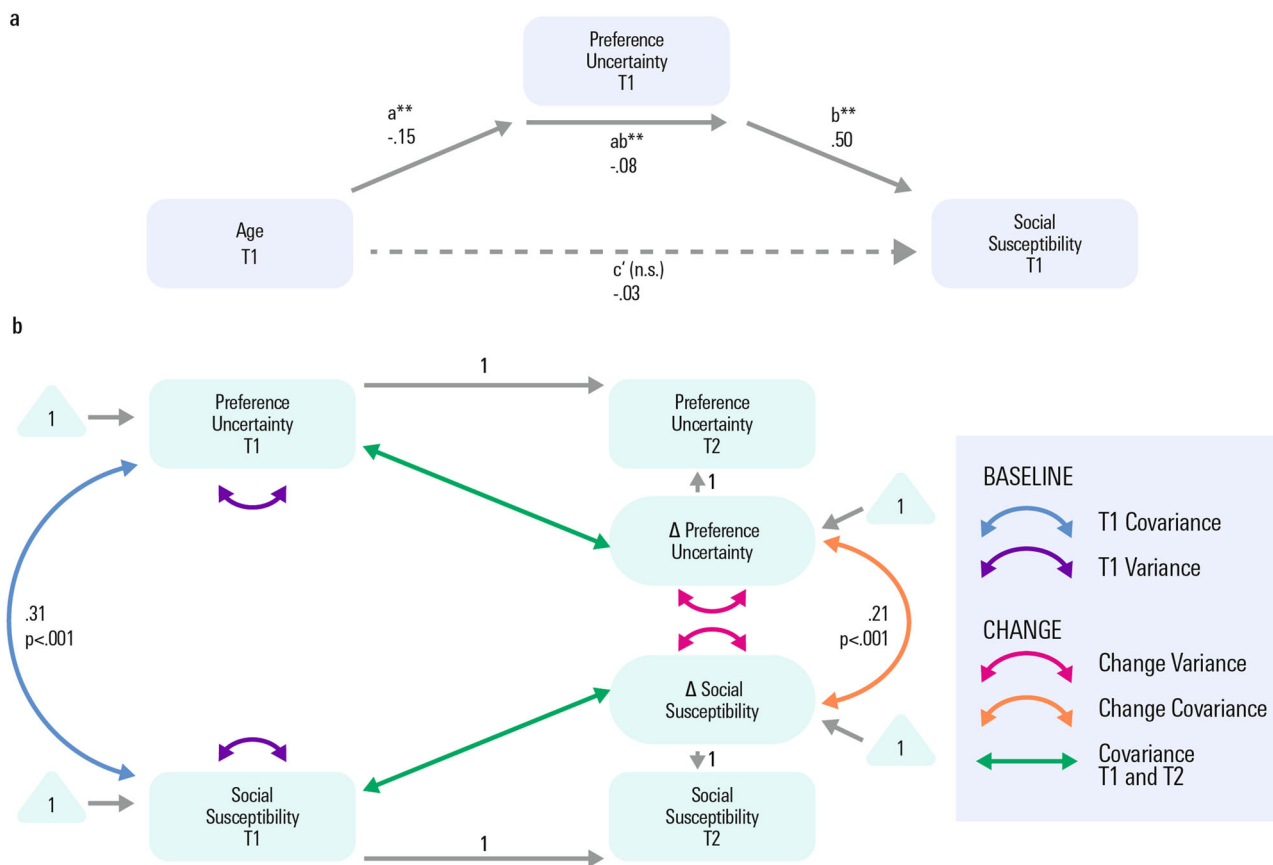 a
Preference
Uncertainty
T1
a**
-.15
ab**
-.08
b**
.50
Age
T1
Social
Susceptibility
T1
c‘ (n.s.)
-.03
b
1
Preference
Uncertainty
T1
1
Preference
Uncertainty
T2
1
1
Δ Preference
Uncertainty
.31
p<.001
.21
p<.001
Δ Social
Susceptibility
1
1
1
Social
Susceptibility
T1
1
Social
Susceptibility
T2
BASELINE
T1 Covariance
T1 Variance
CHANGE
Change Variance
Change Covariance
Covariance
T1 and T2